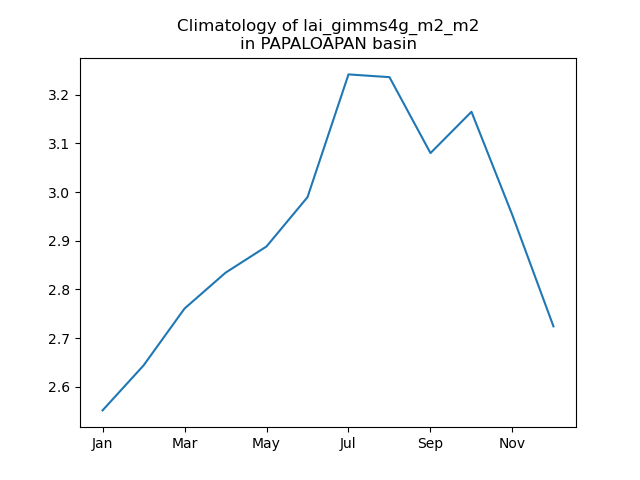 Climatology of lai_gimms4g_m2_m2
in PAPALOAPAN basin
3.2
3.1
3.0
2.9
2.8
2.7
2.6
Jan Mar May Jul Sep Nov